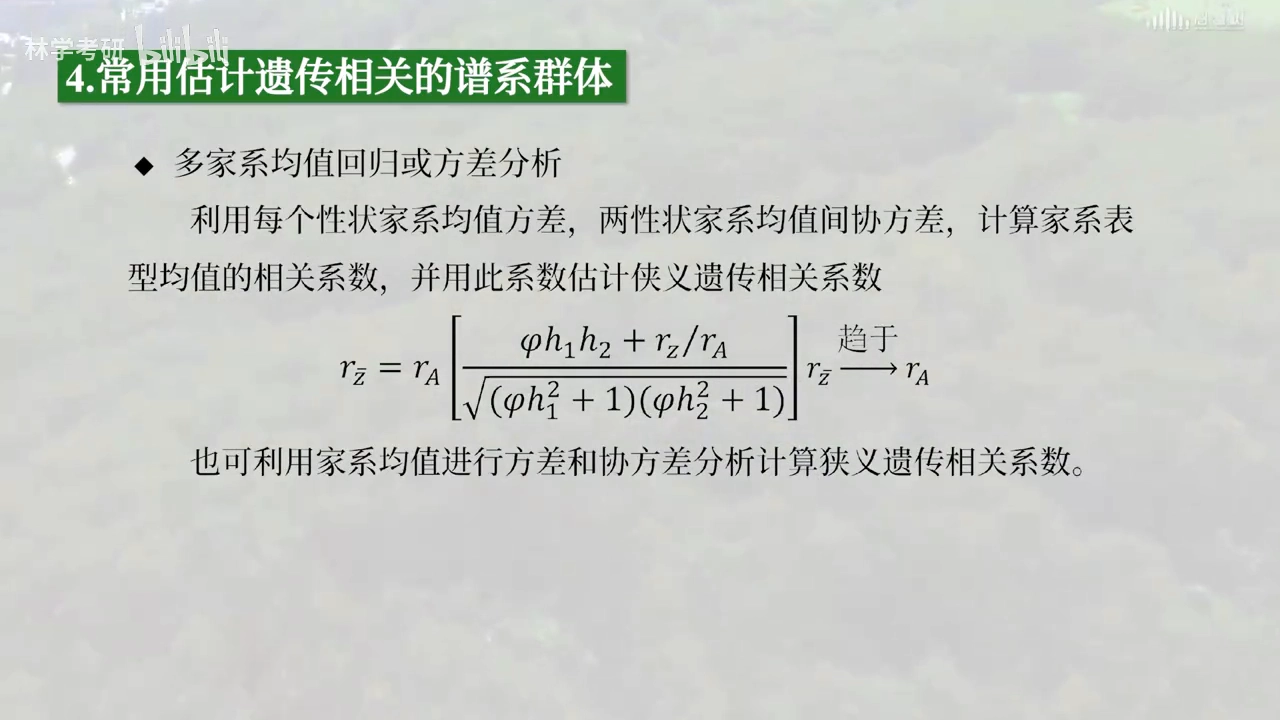 林学考研 bilibili
4.常用估计遗传相关的谱系群体
◆ 多家系均值回归或方差分析
利用每个性状家系均值方差，两性状家系均值间协方差，计算家系表
型均值的相关系数，并用此系数估计侠义遗传相关系数
r_z̄ = r_A [ (φh₁h₂ + r_z/r_A) / √((φh₁² + 1)(φh₂² + 1)) ] r_z̄ ⟶ r_A 趋于
也可利用家系均值进行方差和协方差分析计算狭义遗传相关系数。